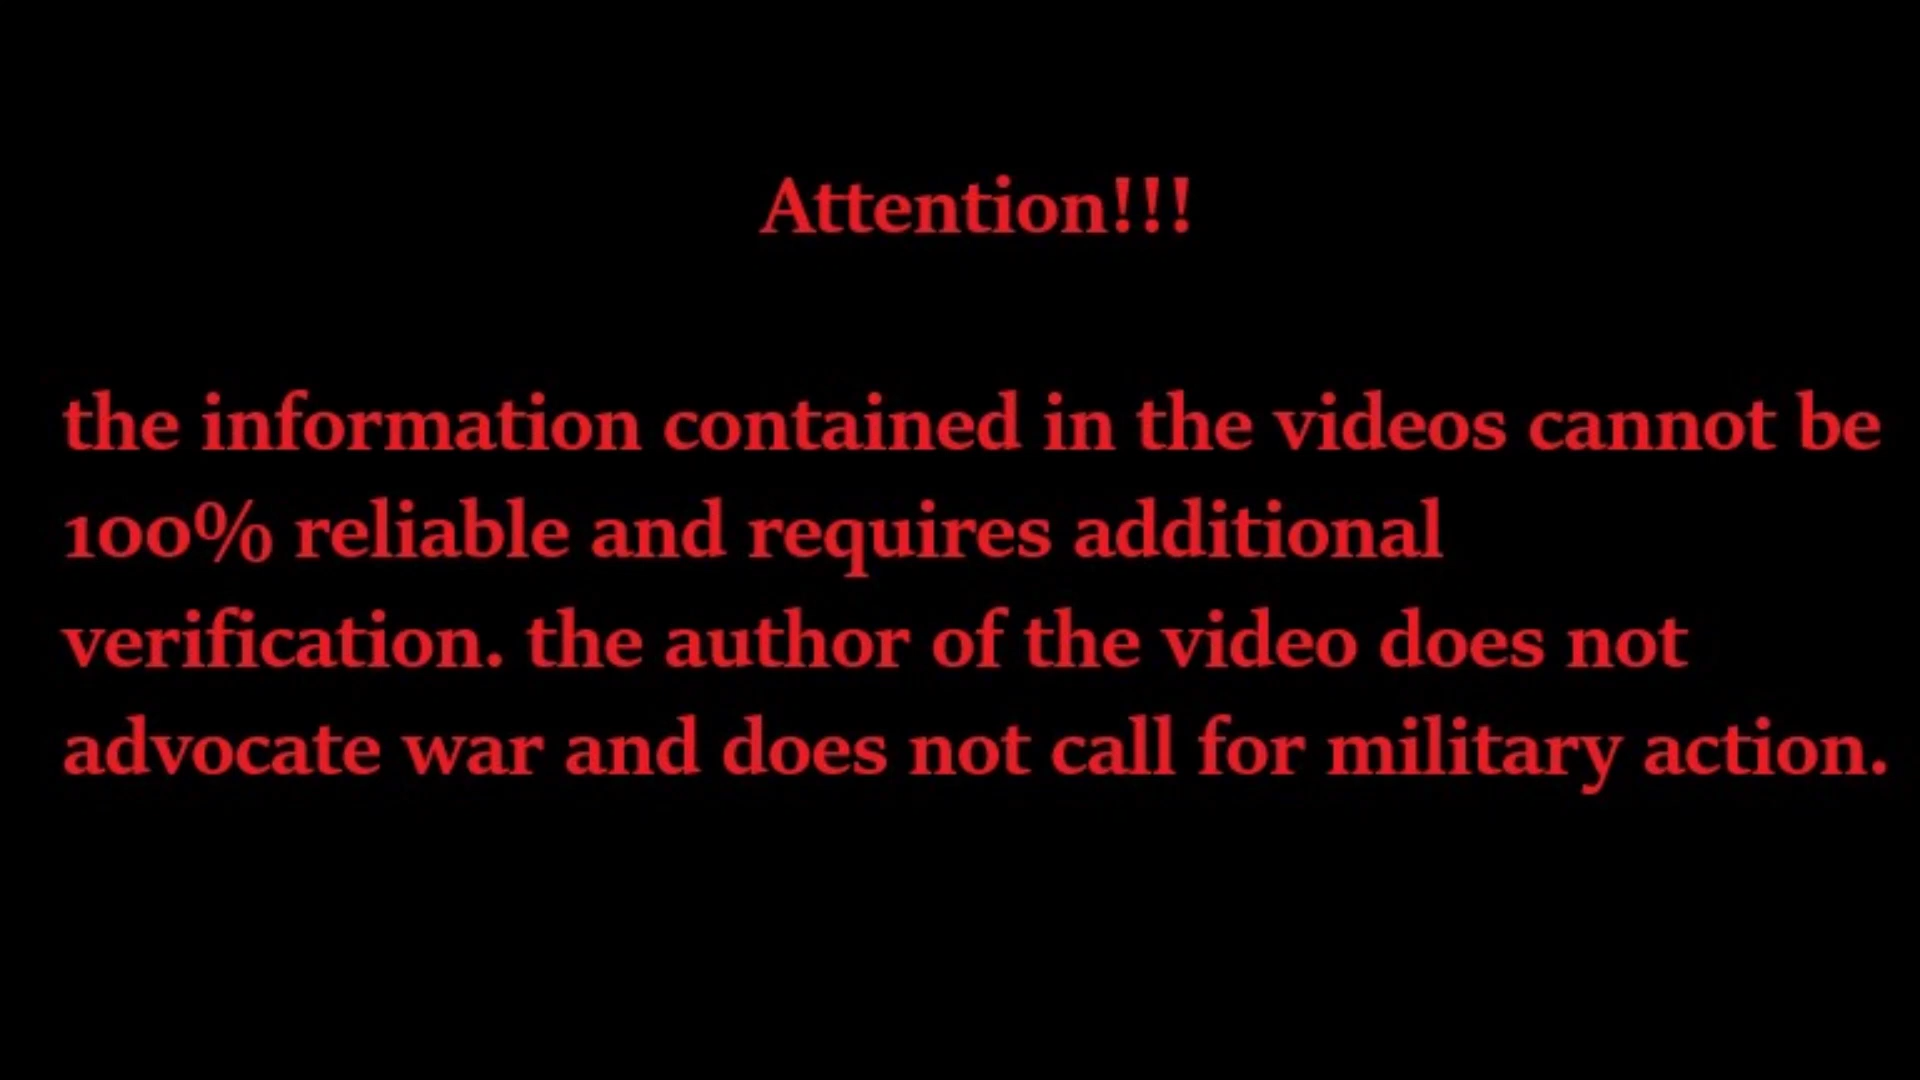 Attention!!!
the information contained in the videos cannot be
100% reliable and requires additional
verification. the author of the video does not
advocate war and does not call for military action.